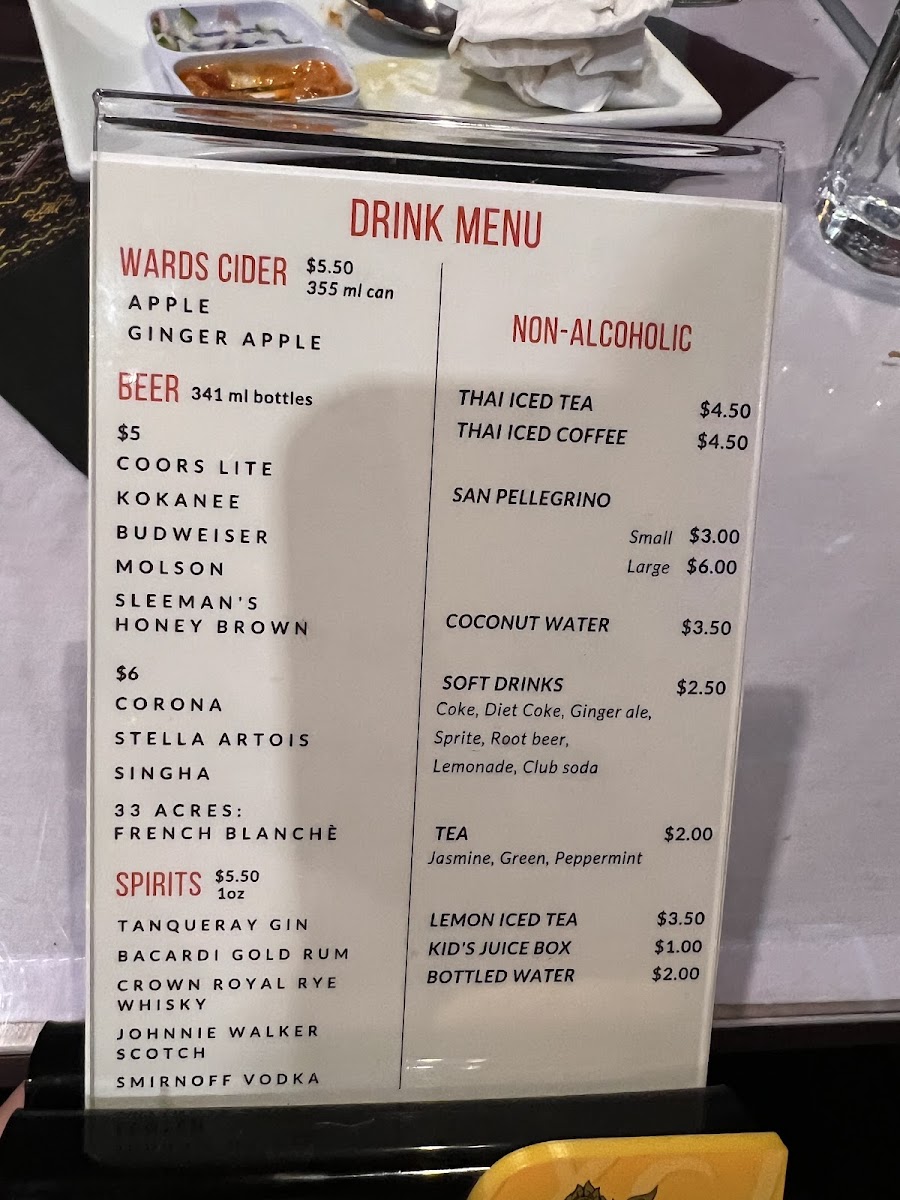 DRINK MENU
WARDS CIDER $5.50
355 ml can
APPLE
GINGER APPLE
BEER 341 ml bottles
$5
COORS LITE
KOKANEE
BUDWEISER
MOLSON
SLEEMAN'S
HONEY BROWN
$6
CORONA
STELLA ARTOIS
SINGHA
33 ACRES:
FRENCH BLANCHÈ
SPIRITS $5.50
1oz
TANQUERAY GIN
BACARDI GOLD RUM
CROWN ROYAL RYE
WHISKY
JOHNNIE WALKER
SCOTCH
SMIRNOFF VODKA
NON-ALCOHOLIC
THAI ICED TEA $4.50
THAI ICED COFFEE $4.50
SAN PELLEGRINO
Small $3.00
Large $6.00
COCONUT WATER $3.50
SOFT DRINKS $2.50
Coke, Diet Coke, Ginger ale,
Sprite, Root beer,
Lemonade, Club soda
TEA $2.00
Jasmine, Green, Peppermint
LEMON ICED TEA $3.50
KID'S JUICE BOX $1.00
BOTTLED WATER $2.00